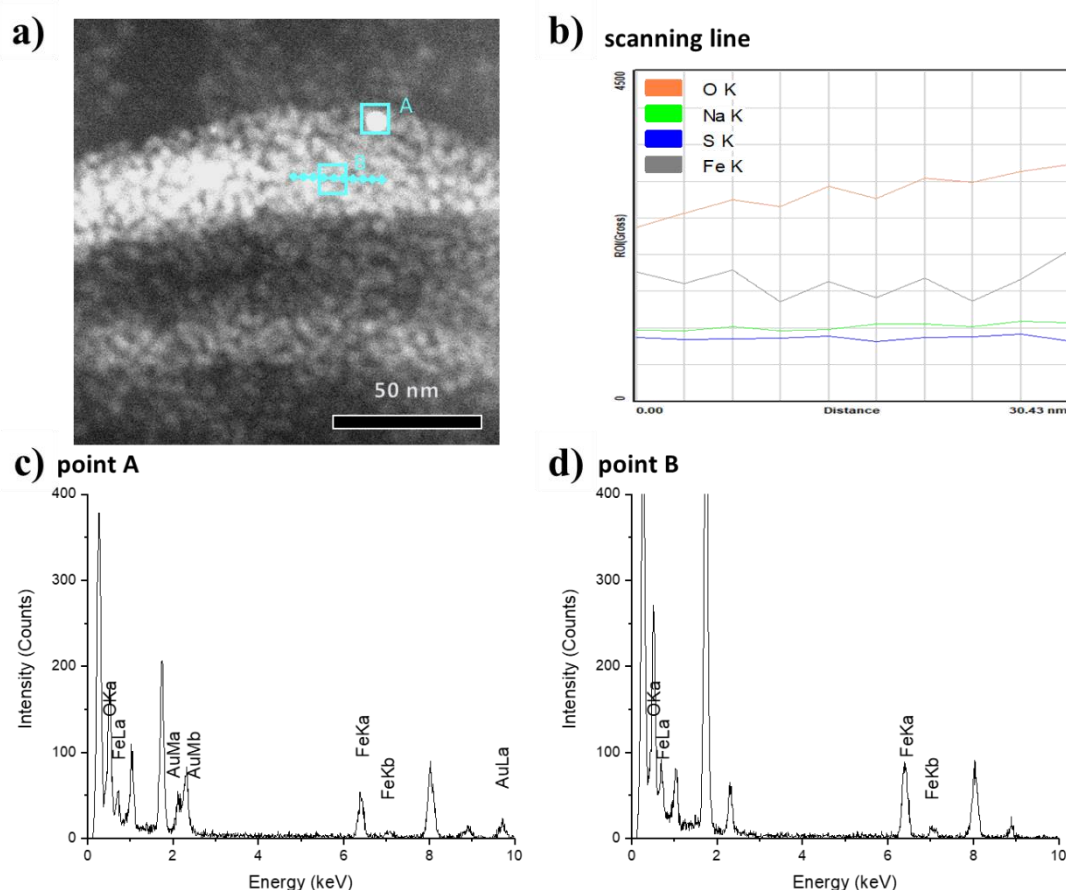 a)
A
B
50 nm
b) scanning line
4500
O K
Na K
S K
Fe K
ROI(Gross)
0
0.00 Distance 30.43 nm
c) point A
400
300
200
100
0
Intensity (Counts)
OKa
FeLa
AuMa
AuMb
FeKa
FeKb
AuLa
0 2 4 6 8 10
Energy (keV)
d) point B
400
300
200
100
0
Intensity (Counts)
OKa
FeLa
FeKa
FeKb
0 2 4 6 8 10
Energy (keV)